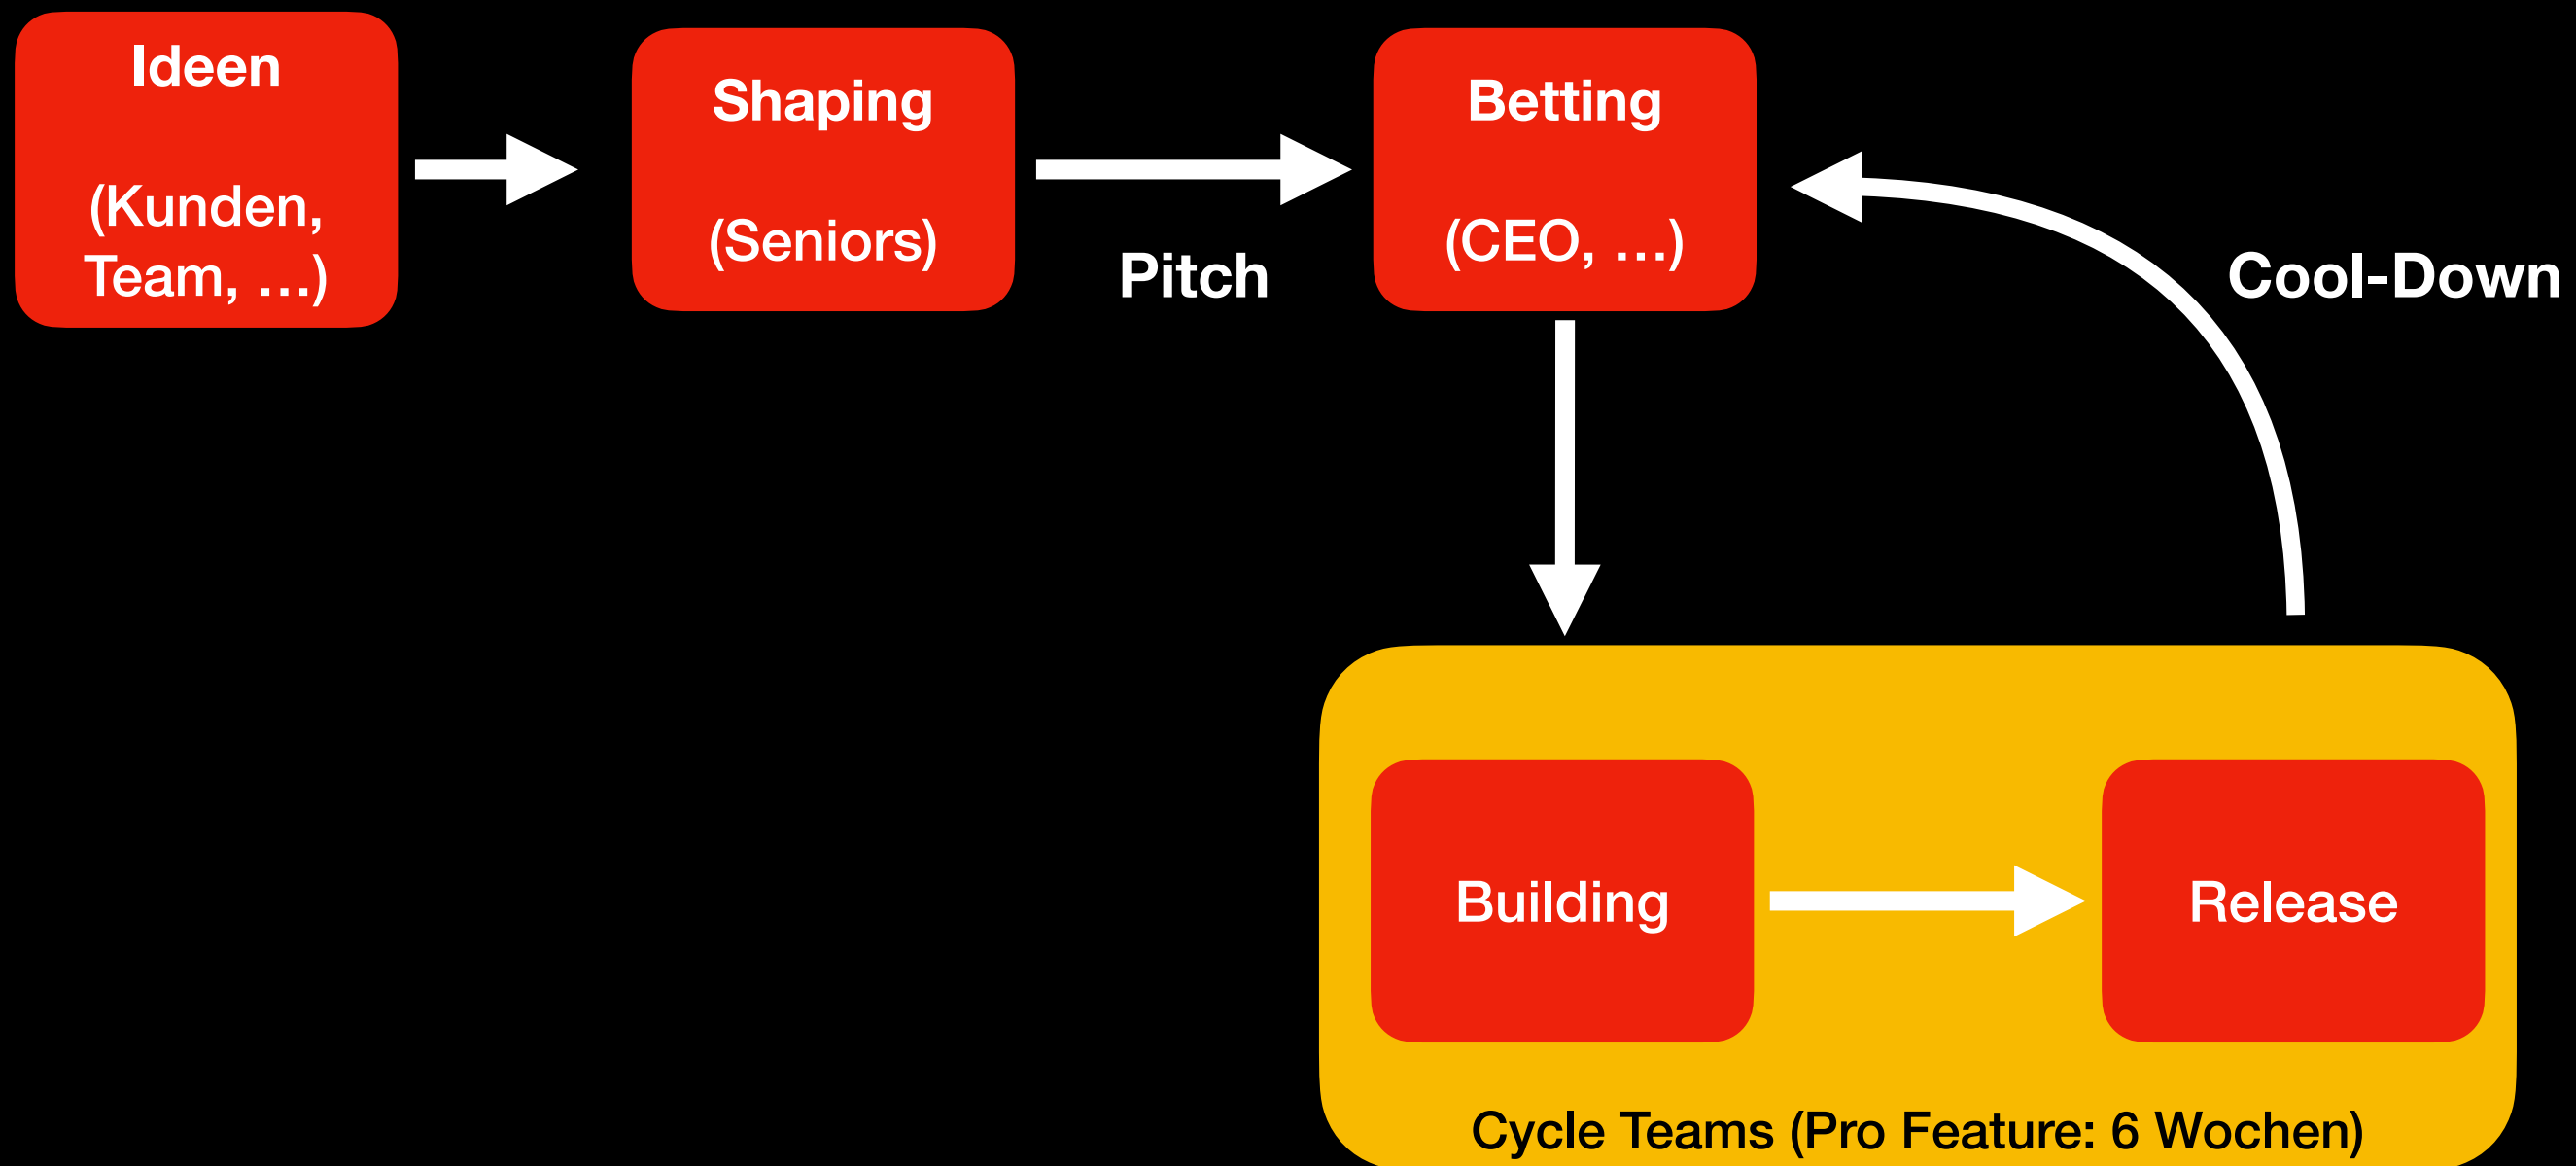 Ideen
(Kunden,
Team, …)
Shaping
(Seniors)
Pitch
Betting
(CEO, …)
Cool-Down
Building
Release
Cycle Teams (Pro Feature: 6 Wochen)